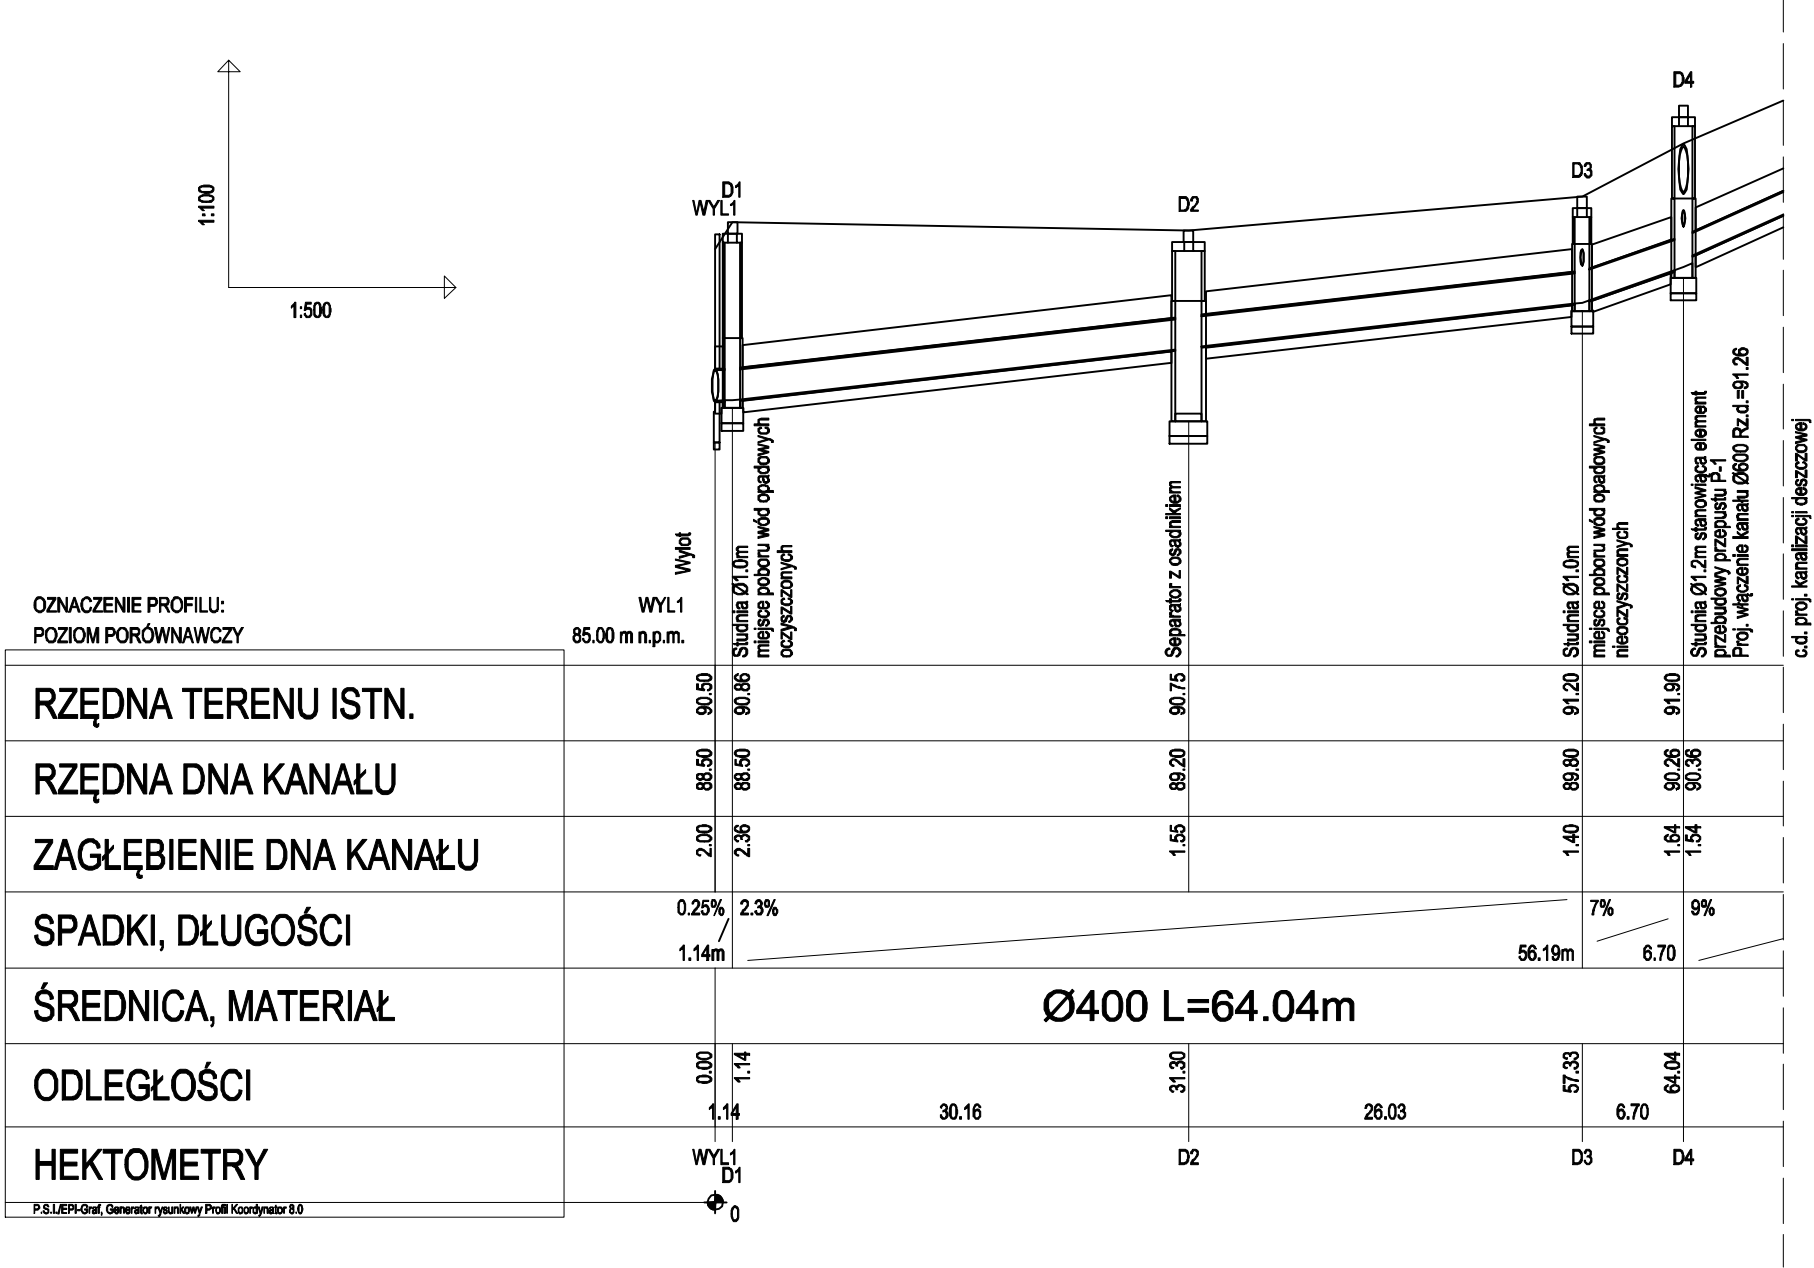 D4
D3
D1
WYL1
D2
1:100
1:500
Wylot
Studnia Ø1.0m
miejsce poboru wód opadowych
oczyszczonych
Separator z osadnikiem
Studnia Ø1.0m
miejsce poboru wód opadowych
nieoczyszczonych
Studnia Ø1.2m stanowiąca element
przebudowy przepustu P-1
Proj. włączenie kanału Ø600 Rz.d.=91.26
c.d. proj. kanalizacji deszczowej
OZNACZENIE PROFILU: WYL1
POZIOM PORÓWNAWCZY 85.00 m n.p.m.
RZĘDNA TERENU ISTN. 90.50 90.86 90.75 91.20 91.90
RZĘDNA DNA KANAŁU 88.50 88.50 89.20 89.80 90.26 90.36
ZAGŁĘBIENIE DNA KANAŁU 2.00 2.36 1.55 1.40 1.64 1.54
SPADKI, DŁUGOŚCI
0.25% 2.3% 7% 9%
1.14m 56.19m 6.70
ŚREDNICA, MATERIAŁ Ø400 L=64.04m
ODLEGŁOŚCI 0.00 1.14 31.30 57.33 64.04
1.14 30.16 26.03 6.70
HEKTOMETRY WYL1 D2 D3 D4
D1
P.S.I./EPI-Graf, Generator rysunkowy Profil Koordynator 8.0
0